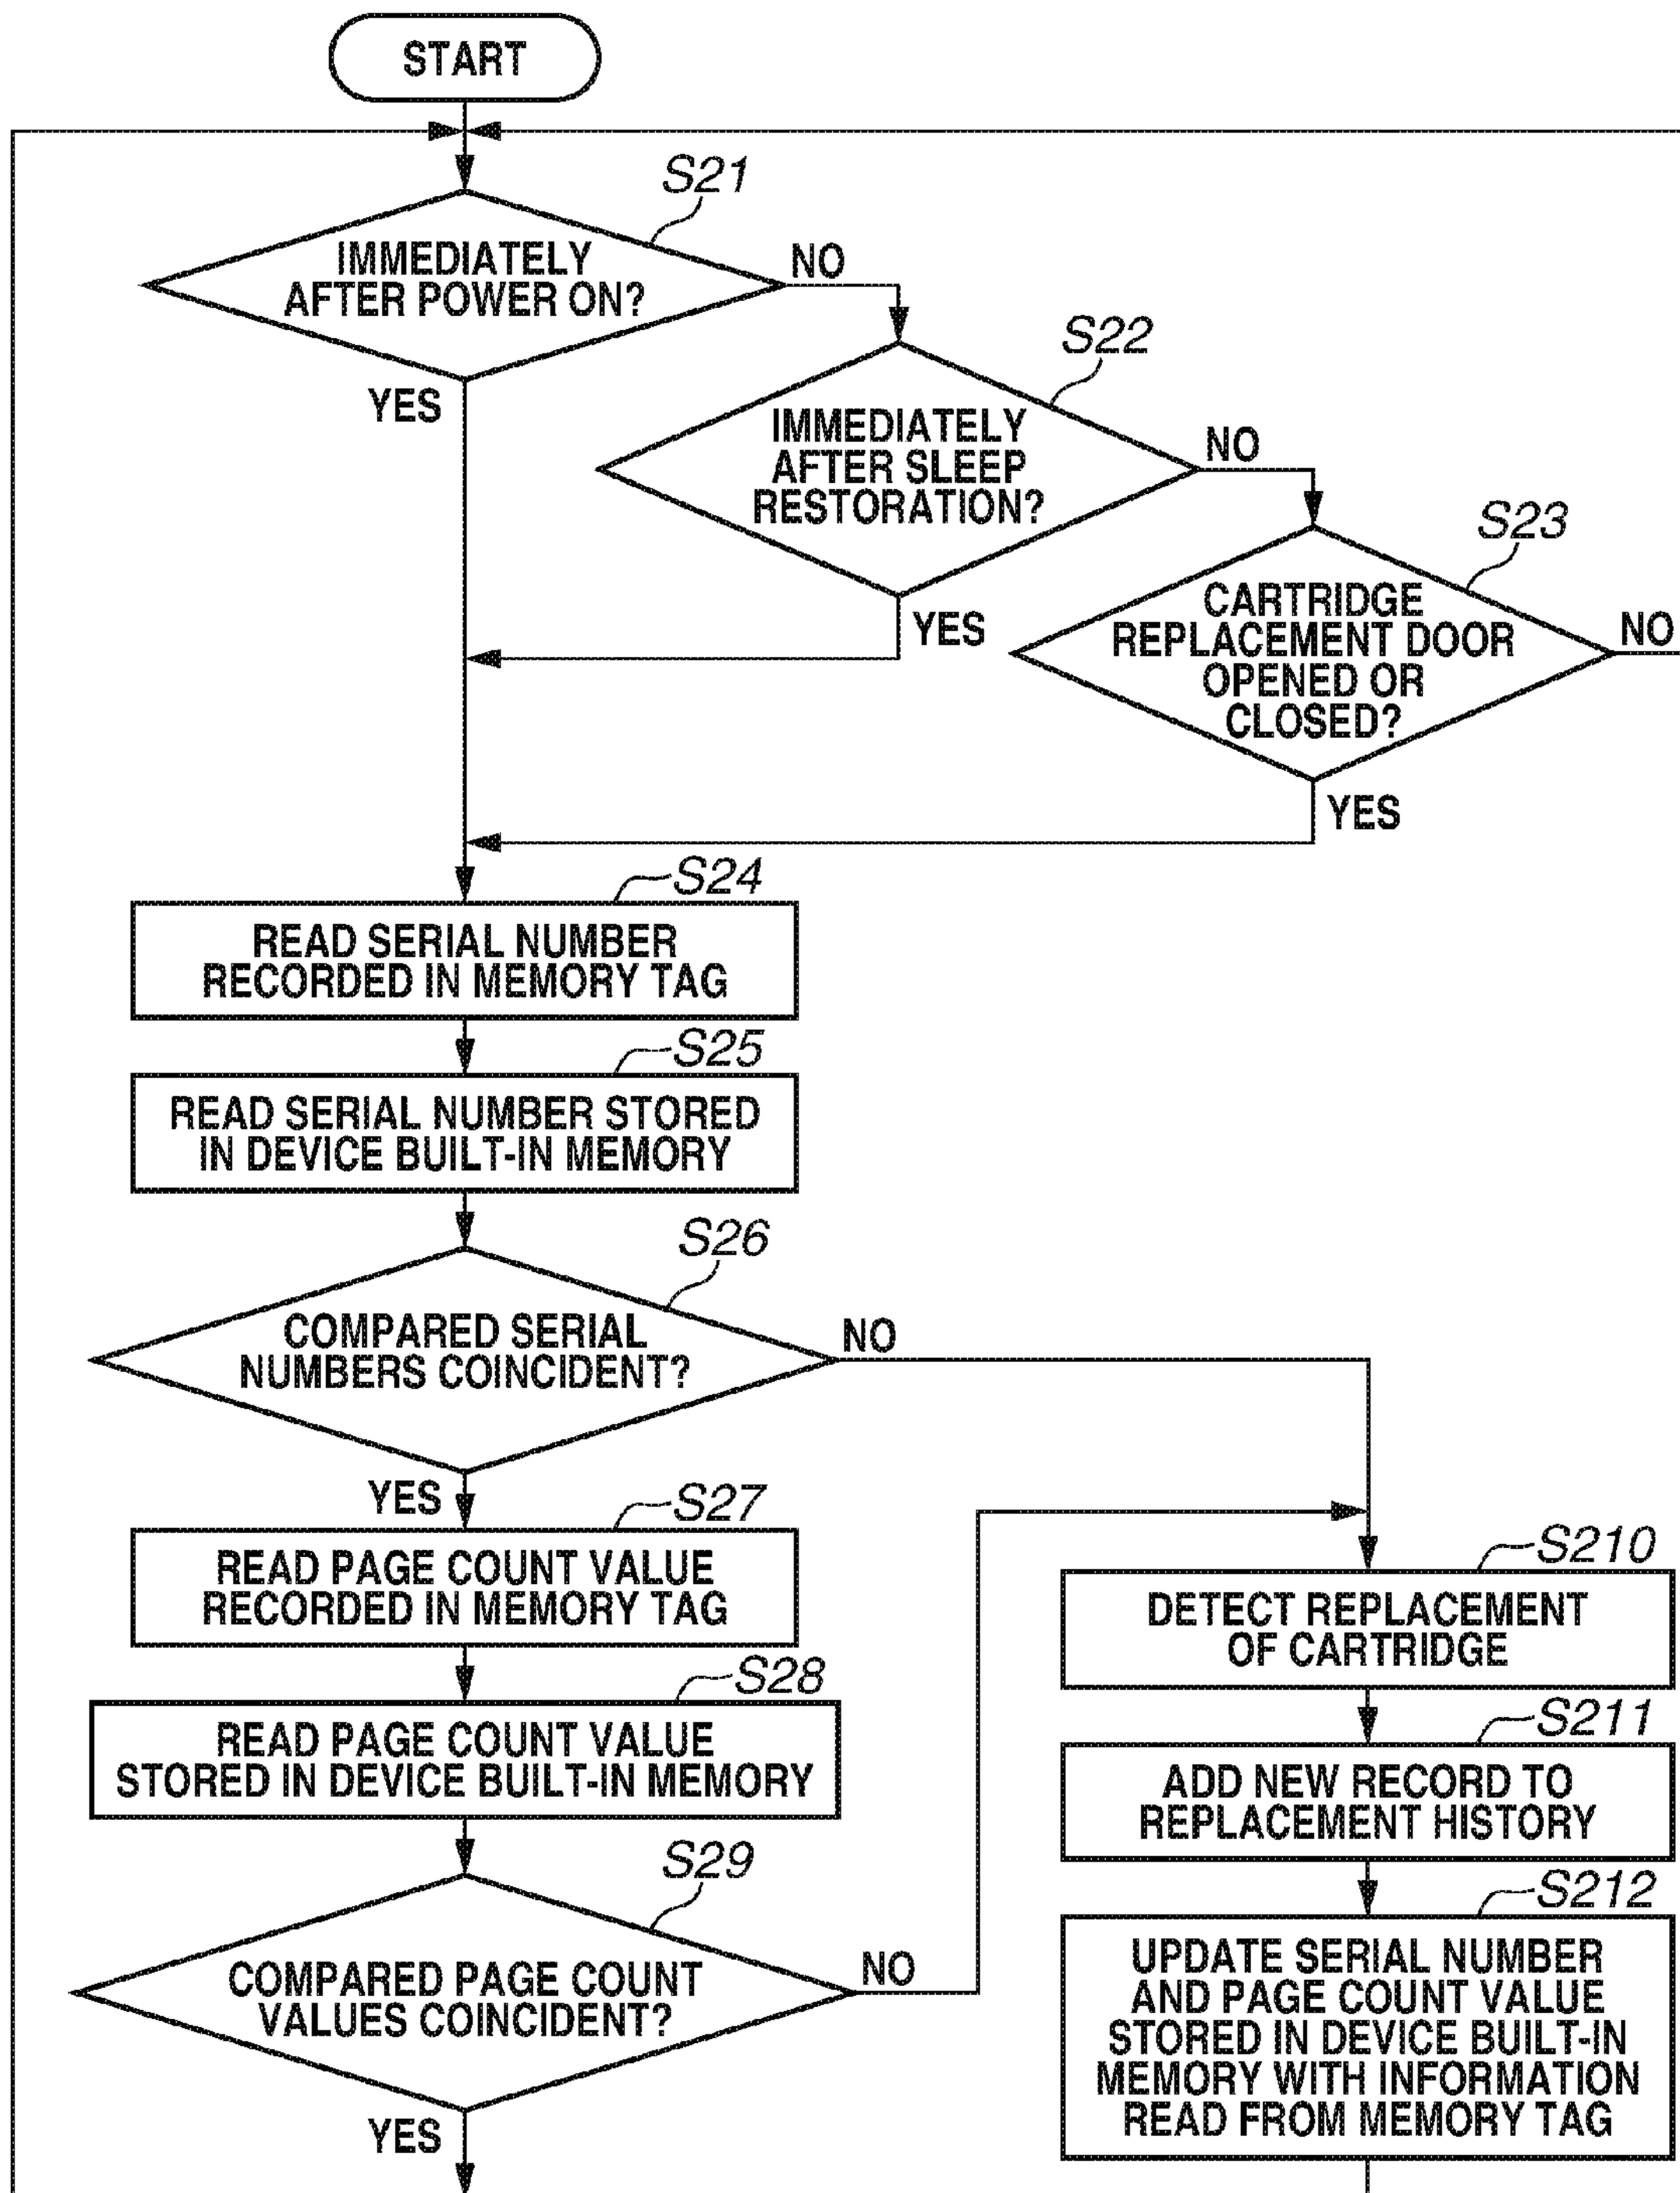 START
S21
IMMEDIATELY
AFTER POWER ON?
NO
YES
S22
IMMEDIATELY
AFTER SLEEP
RESTORATION?
NO
YES
S23
CARTRIDGE
REPLACEMENT DOOR
OPENED OR
CLOSED?
NO
YES
S24
READ SERIAL NUMBER
RECORDED IN MEMORY TAG
S25
READ SERIAL NUMBER STORED
IN DEVICE BUILT-IN MEMORY
S26
COMPARED SERIAL
NUMBERS COINCIDENT?
NO
YES
S27
READ PAGE COUNT VALUE
RECORDED IN MEMORY TAG
S28
READ PAGE COUNT VALUE
STORED IN DEVICE BUILT-IN MEMORY
S29
COMPARED PAGE COUNT
VALUES COINCIDENT?
NO
YES
S210
DETECT REPLACEMENT
OF CARTRIDGE
S211
ADD NEW RECORD TO
REPLACEMENT HISTORY
S212
UPDATE SERIAL NUMBER
AND PAGE COUNT VALUE
STORED IN DEVICE BUILT-IN
MEMORY WITH INFORMATION
READ FROM MEMORY TAG